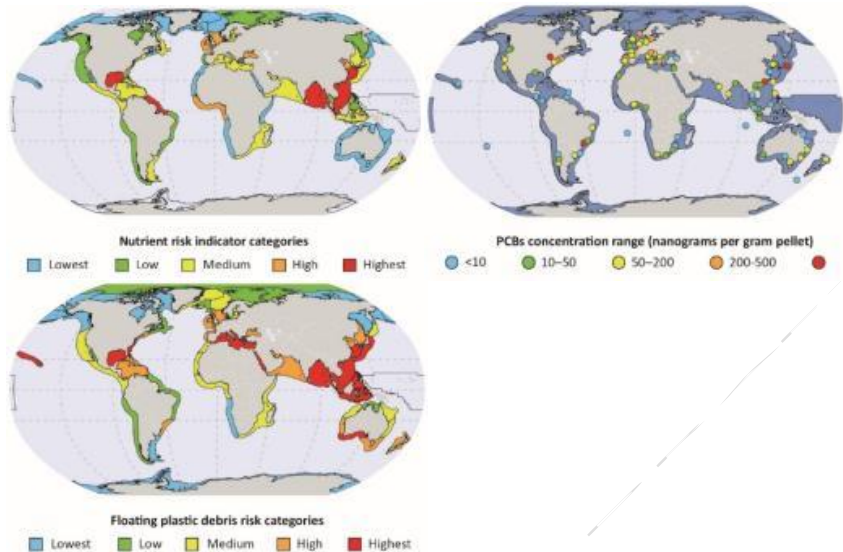 Nutrient risk indicator categories
Lowest Low Medium High Highest
PCBs concentration range (nanograms per gram pellet)
<10 10–50 50–200 200-500
Floating plastic debris risk categories
Lowest Low Medium High Highest